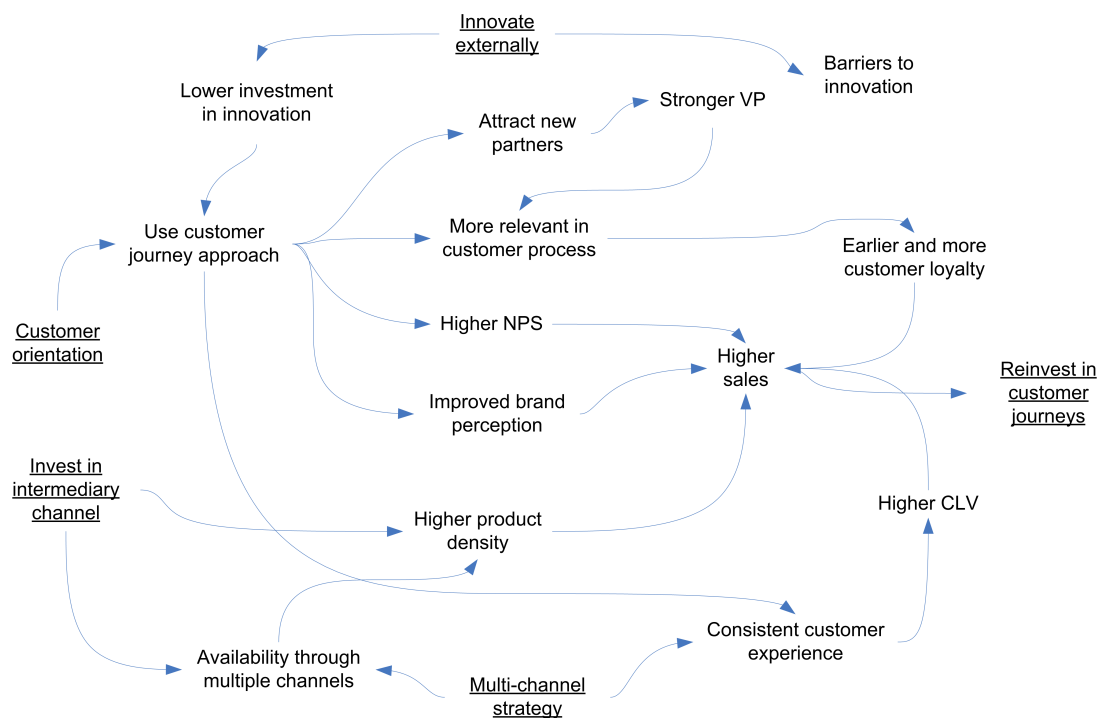 Innovate
externally
Barriers to
innovation
Lower investment
in innovation
Stronger VP
Attract new
partners
Use customer
journey approach
More relevant in
customer process
Earlier and more
customer loyalty
Customer
orientation
Higher NPS
Higher
sales
Reinvest in
customer
journeys
Improved brand
perception
Invest in
intermediary
channel
Higher product
density
Higher CLV
Availability through
multiple channels
Multi-channel
strategy
Consistent customer
experience